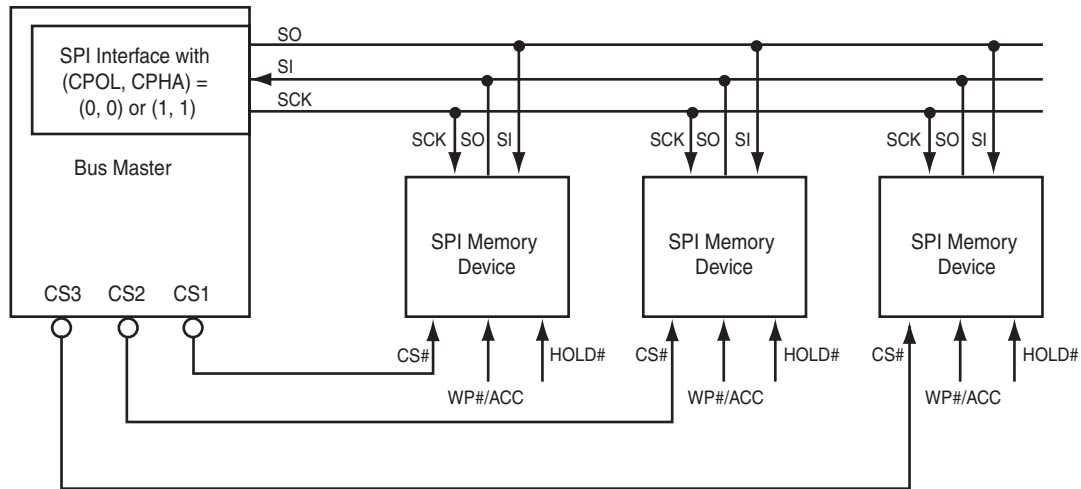 SPI Interface with
(CPOL, CPHA) =
(0, 0) or (1, 1)
Bus Master
CS3 CS2 CS1
SO
SI
SCK
SCK SO SI
SCK SO SI
SCK SO SI
SPI Memory
Device
SPI Memory
Device
SPI Memory
Device
CS#
HOLD#
CS#
HOLD#
CS#
HOLD#
WP#/ACC
WP#/ACC
WP#/ACC